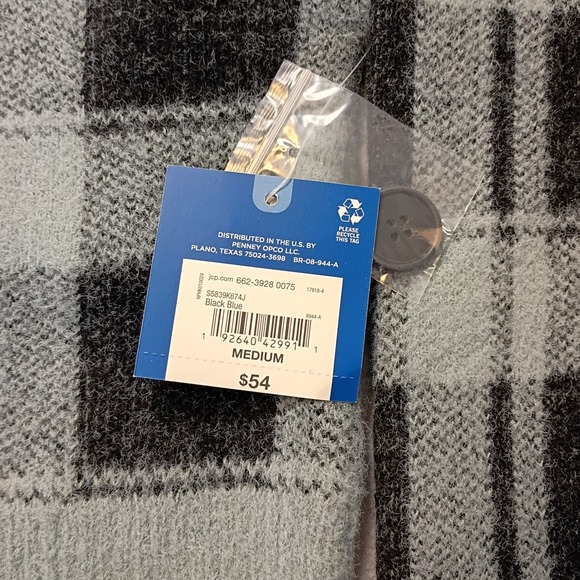 PLEASE
RECYCLE
THIS TAG
DISTRIBUTED IN THE U.S. BY
PENNEY OPCO LLC.
PLANO, TEXAS 75024-3698 BR-08-944-A
jcp.com 662-3928 0075 17918-4
S5839K674J
Black Blue 8944-A
1 92640 42991 1
MEDIUM
$54